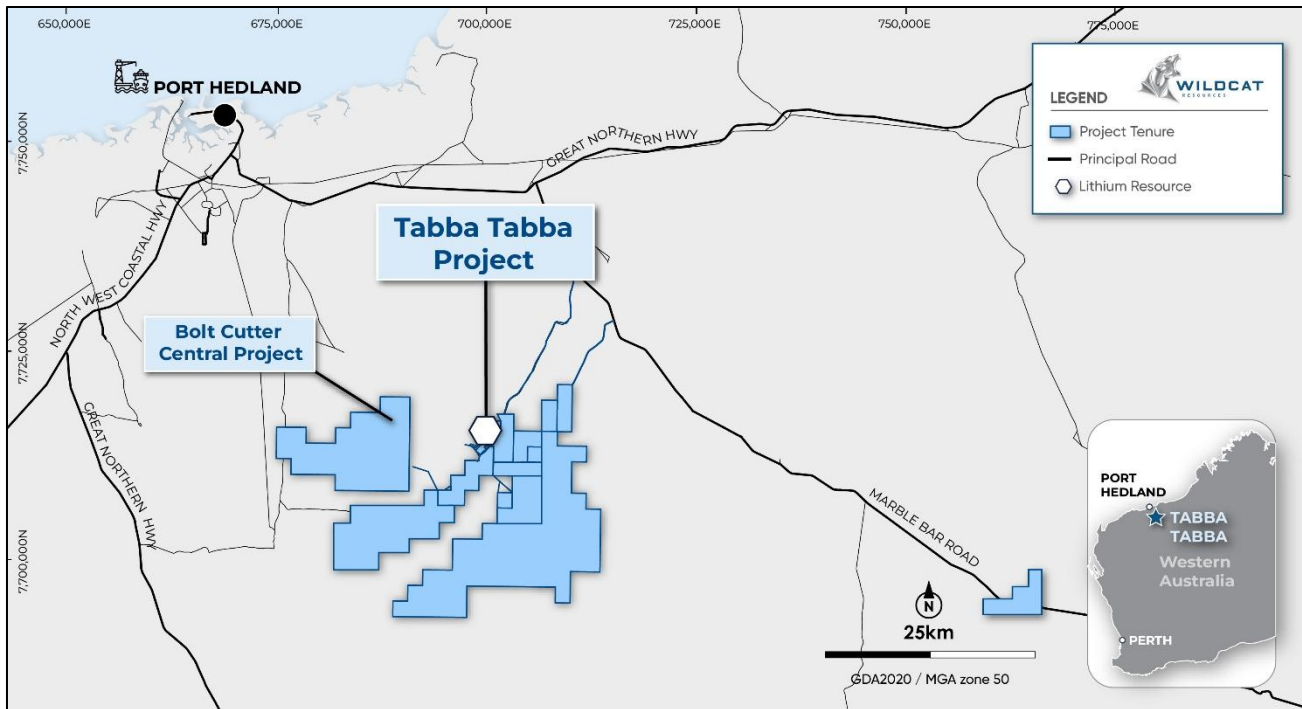 650,000E
675,000E
700,000E
725,000E
750,000E
775,000E
7,750,000N
7,725,000N
7,700,000N
PORT HEDLAND
GREAT NORTHERN HWY
NORTH WEST COASTAL HWY
GREAT NORTHERN HWY
MARBLE BAR ROAD
Tabba Tabba
Project
Bolt Cutter
Central Project
WILDCAT
RESOURCES
LEGEND
Project Tenure
Principal Road
Lithium Resource
N
25km
GDA2020 / MGA zone 50
PORT
HEDLAND
TABBA
TABBA
Western
Australia
PERTH